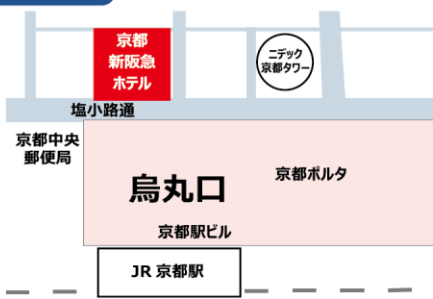 京都
新阪急
ホテル
ニデック
京都タワー
塩小路通
京都中央
郵便局
京都ポルタ
烏丸口
京都駅ビル
JR 京都駅